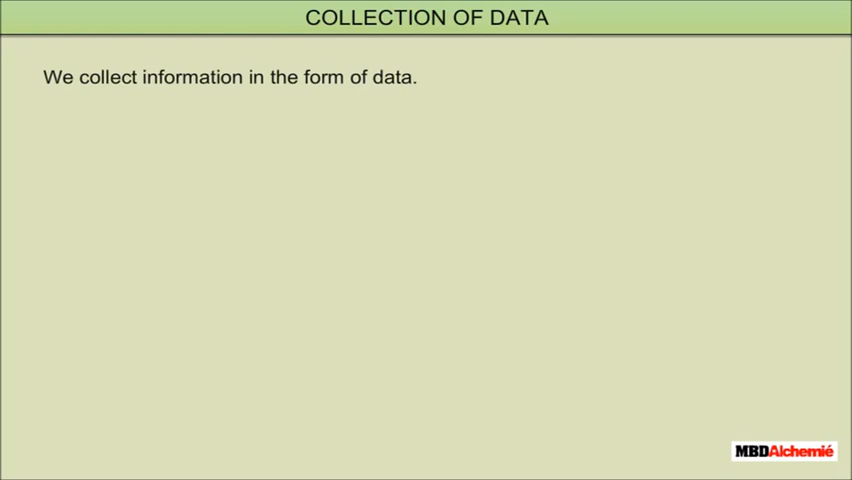 COLLECTION OF DATA
We collect information in the form of data.
MBDAlchemié